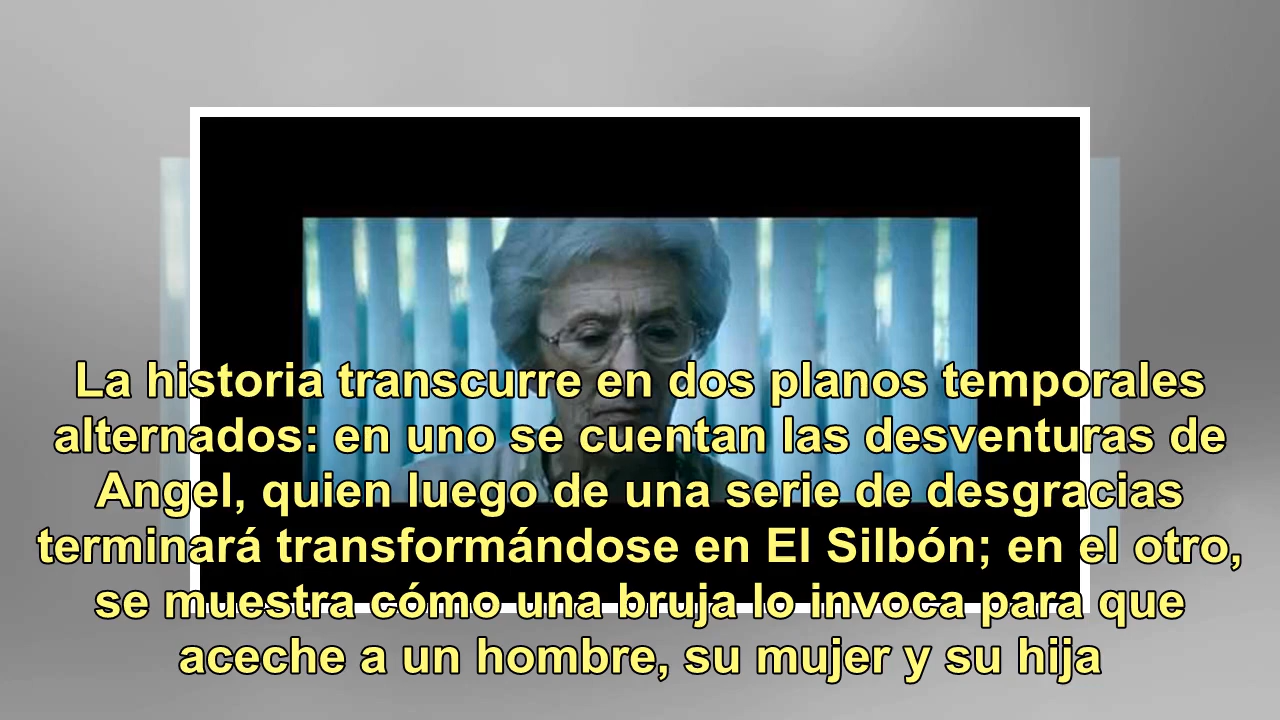 La historia transcurre en dos planos temporales
alternados: en uno se cuentan las desventuras de
Angel, quien luego de una serie de desgracias
terminará transformándose en El Silbón; en el otro,
se muestra cómo una bruja lo invoca para que
aceche a un hombre, su mujer y su hija